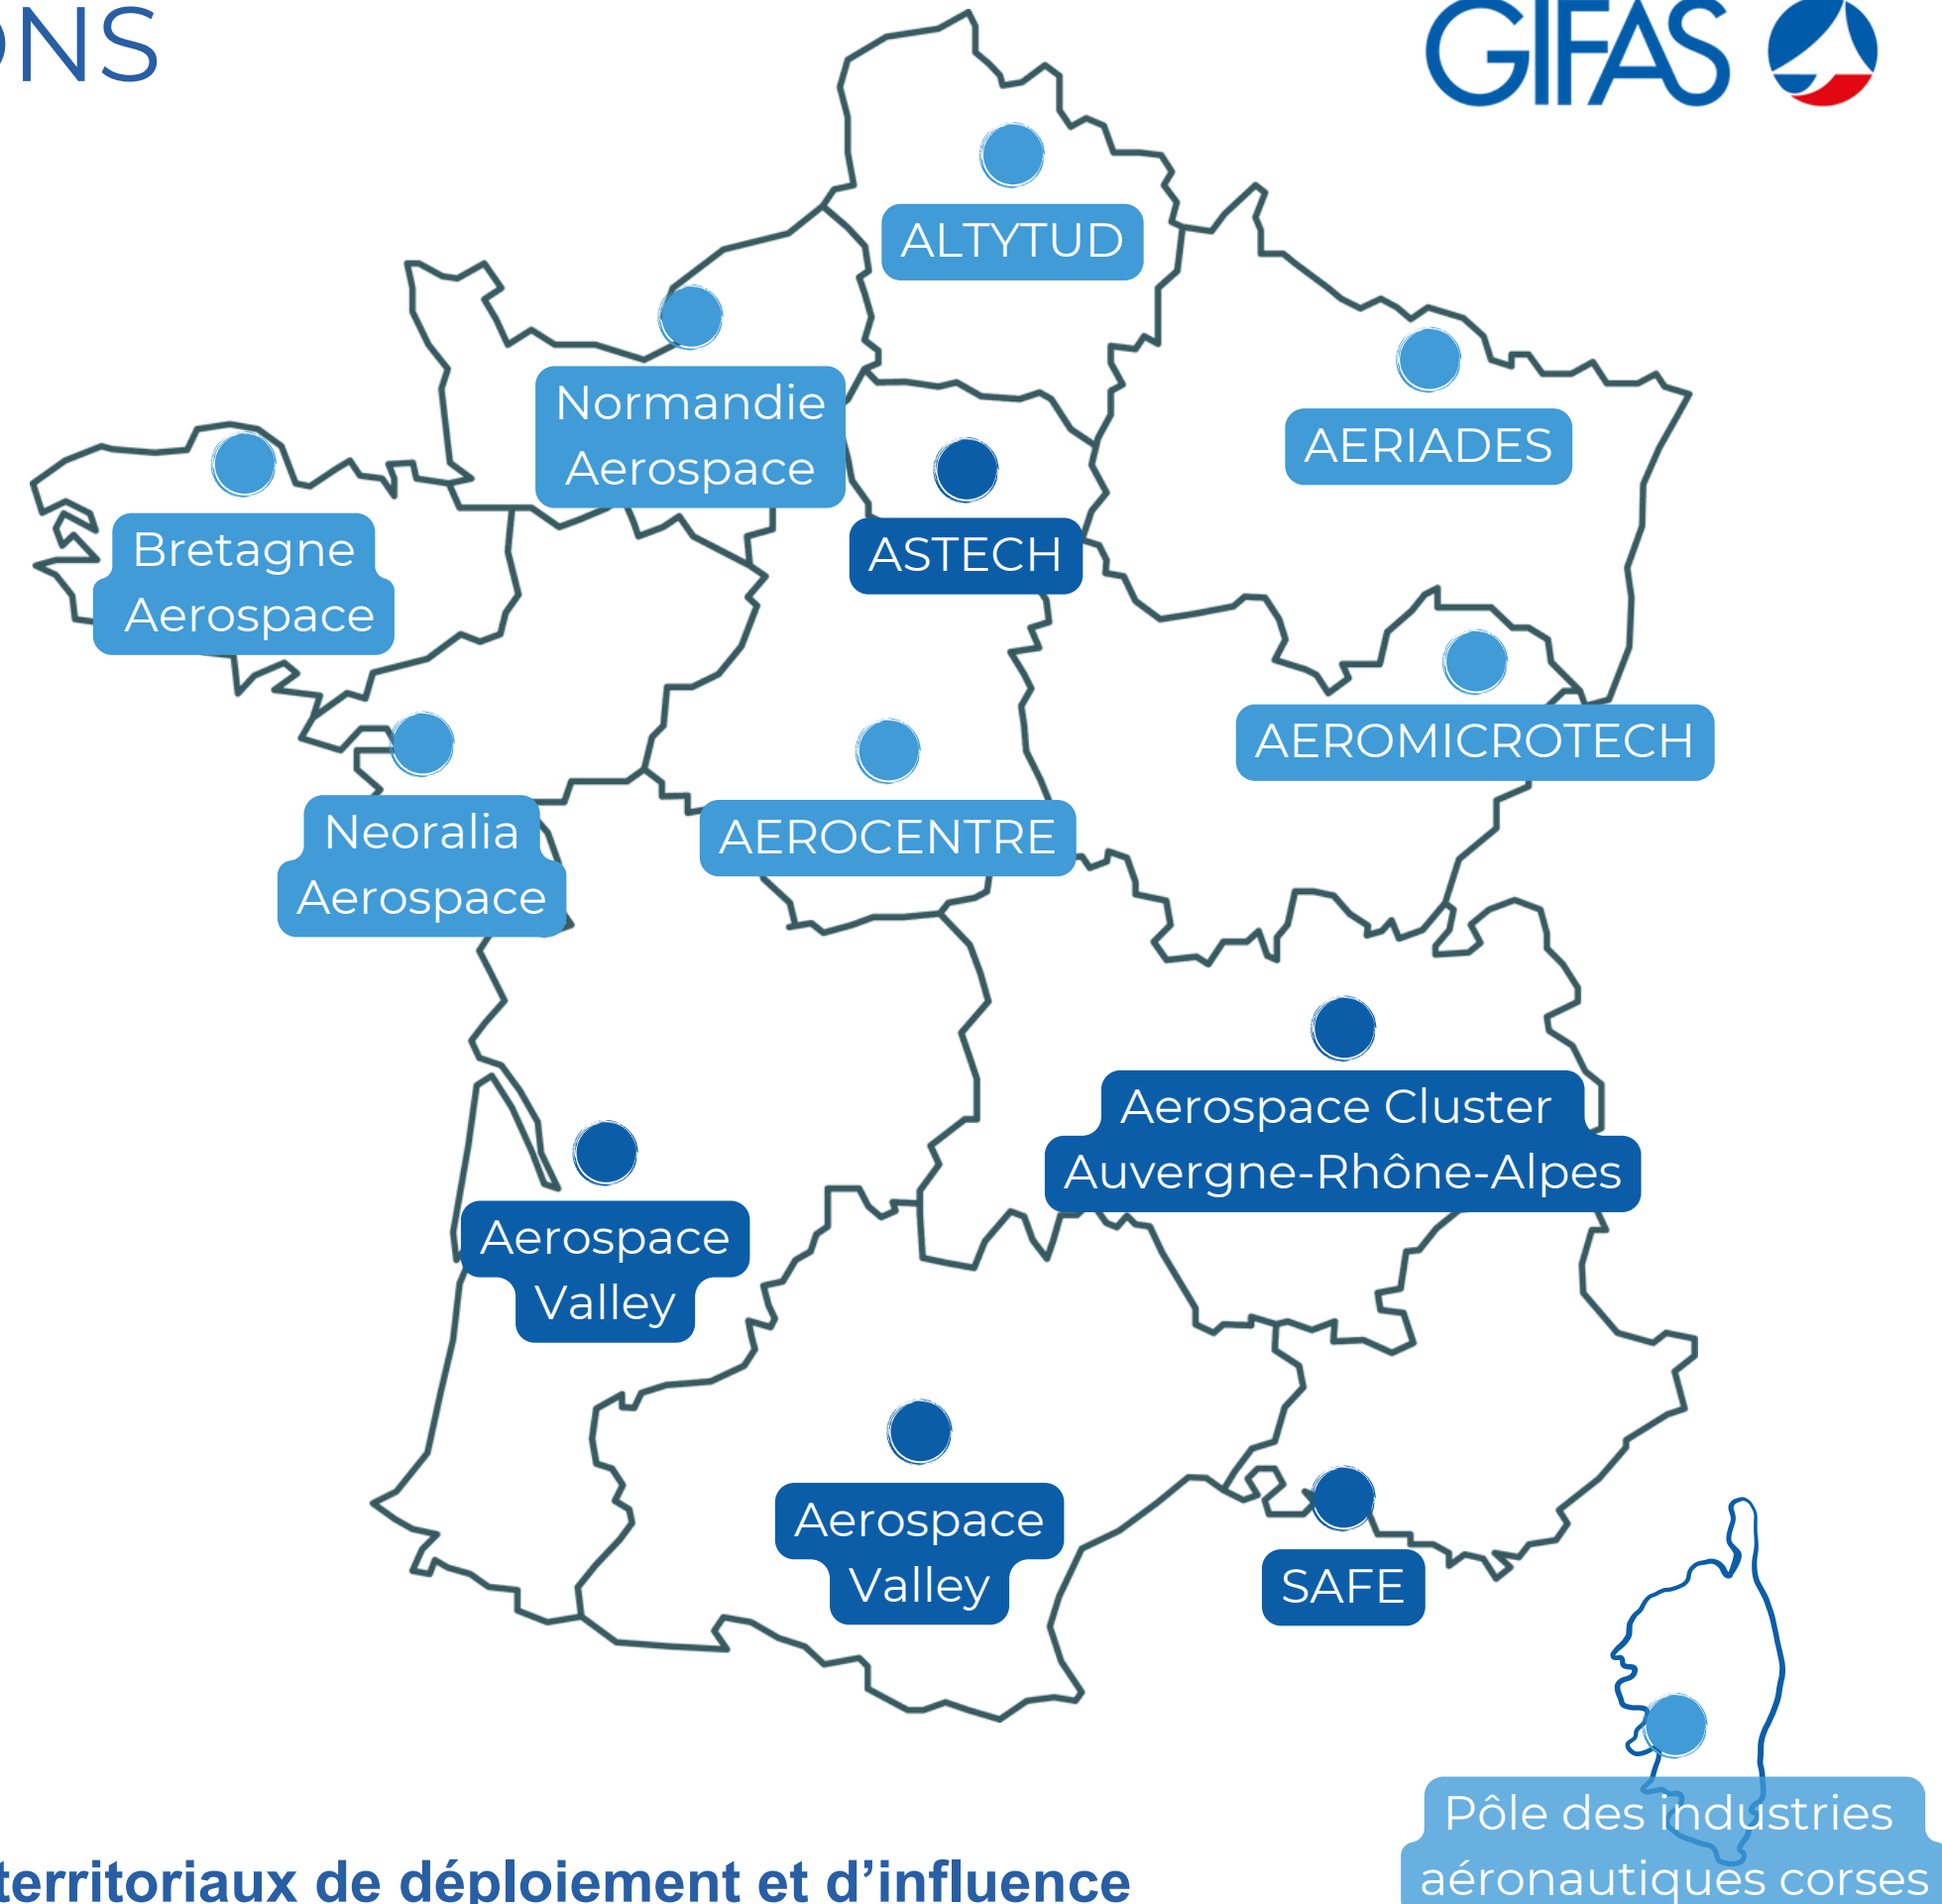 ONS
GIFAS
ALTYTUD
Normandie
Aerospace
AERIADES
Bretagne
Aerospace
ASTECH
AEROMICROTECH
Neoralia
Aerospace
AEROCENTRE
Aerospace Cluster
Auvergne-Rhône-Alpes
Aerospace
Valley
Aerospace
Valley
SAFE
Pôle des industries
aéronautiques corses
territoriaux de déploiement et d’influence